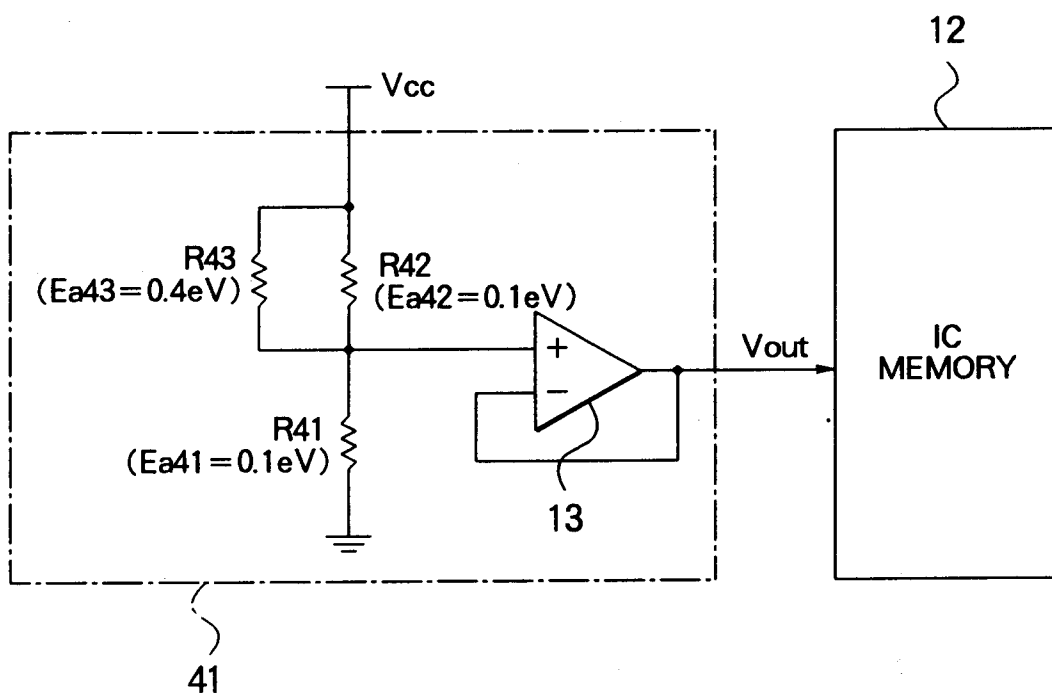 12
Vcc
R43
(Ea43=0.4eV)
R42
(Ea42=0.1eV)
+
−
Vout
IC
MEMORY
R41
(Ea41=0.1eV)
13
41